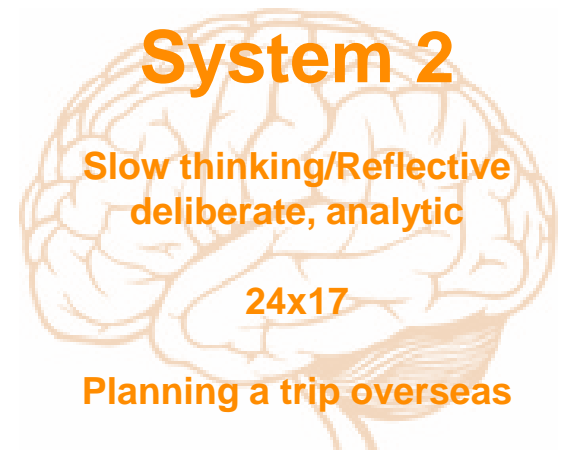 System 2
Slow thinking/Reflective
deliberate, analytic
24x17
Planning a trip overseas